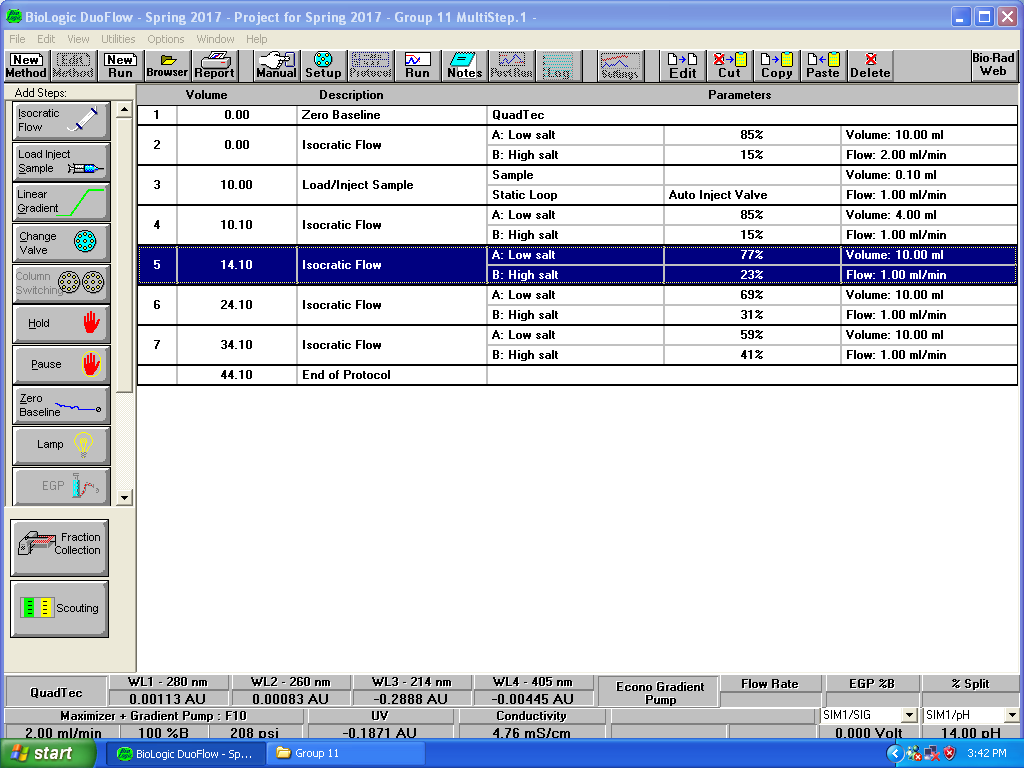 BioLogic DuoFlow - Spring 2017 - Project for Spring 2017 - Group 11 MultiStep.1 -
File Edit View Utilities Options Window Help
New Method
Edit Method
New Run
Browser
Report
Manual
Setup
Protocol
Run
Notes
PostRun
Log
Settings
Edit
Cut
Copy
Paste
Delete
Bio-Rad Web
Add Steps:
Isocratic Flow
Load Inject Sample
Linear Gradient
Change Valve
Column Switching
Hold
Pause
Zero Baseline
Lamp
EGP
Fraction Collection
Scouting
Volume Description Parameters
1 0.00 Zero Baseline QuadTec
2 0.00 Isocratic Flow A: Low salt 85% Volume: 10.00 ml
B: High salt 15% Flow: 2.00 ml/min
3 10.00 Load/Inject Sample Sample Volume: 0.10 ml
Static Loop Auto Inject Valve Flow: 1.00 ml/min
4 10.10 Isocratic Flow A: Low salt 85% Volume: 4.00 ml
B: High salt 15% Flow: 1.00 ml/min
5 14.10 Isocratic Flow A: Low salt 77% Volume: 10.00 ml
B: High salt 23% Flow: 1.00 ml/min
6 24.10 Isocratic Flow A: Low salt 69% Volume: 10.00 ml
B: High salt 31% Flow: 1.00 ml/min
7 34.10 Isocratic Flow A: Low salt 59% Volume: 10.00 ml
B: High salt 41% Flow: 1.00 ml/min
44.10 End of Protocol
QuadTec
WL1 - 280 nm WL2 - 260 nm WL3 - 214 nm WL4 - 405 nm
0.00113 AU 0.00083 AU -0.2888 AU -0.00445 AU
Econo Gradient Pump
Flow Rate EGP %B % Split
Maximizer + Gradient Pump : F10 UV Conductivity SIM1/SIG SIM1/pH
2.00 ml/min 100 %B 208 psi -0.1871 AU 4.76 mS/cm 0.000 Volt 14.00 pH
start BioLogic DuoFlow - Sp... Group 11 3:42 PM